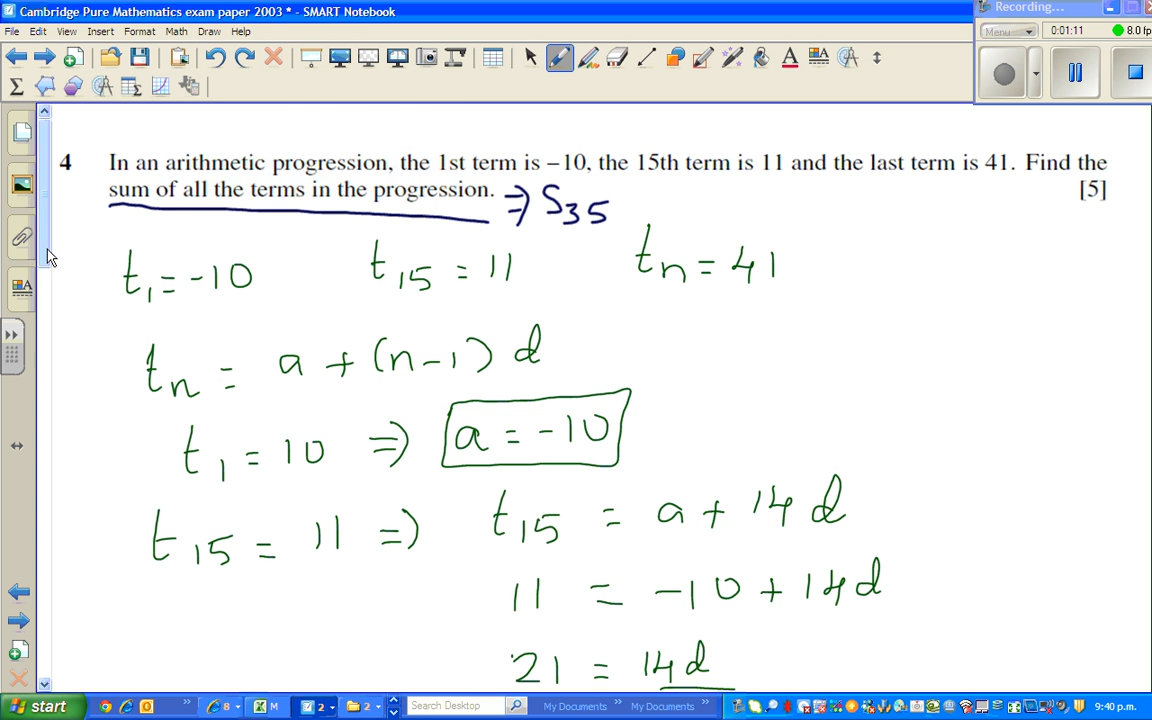 Cambridge Pure Mathematics exam paper 2003 * - SMART Notebook
Recording...
File Edit View Insert Format Math Draw Help
Menu
0:01:11
8.0 fp
4 In an arithmetic progression, the 1st term is −10, the 15th term is 11 and the last term is 41. Find the
sum of all the terms in the progression. ⇒ S35 [5]
t1 = -10 t15 = 11 tn = 41
tn = a + (n-1) d
t1 = 10 ⇒ a = -10
t15 = 11 ⇒ t15 = a + 14d
11 = -10 + 14d
21 = 14d
start 8 M 2 2 Search Desktop My Documents My Documents 9:40 p.m.